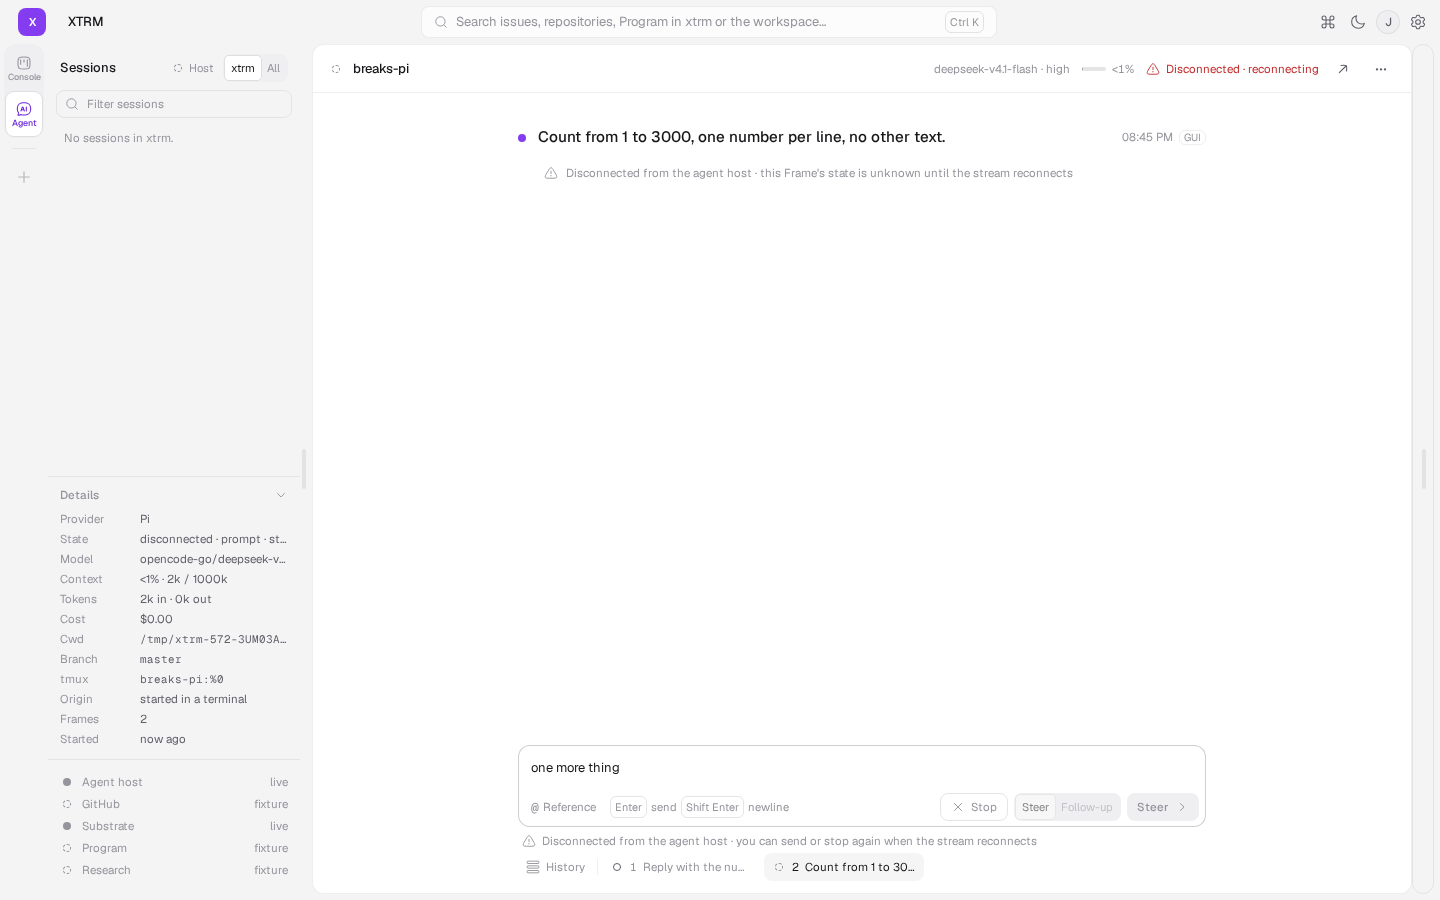 X XTRM
Search issues, repositories, Program in xtrm or the workspace... Ctrl K
J
Console
AI
Agent
Sessions Host xtrm All
Filter sessions
No sessions in xtrm.
breaks-pi deepseek-v4.1-flash · high <1% Disconnected · reconnecting
Count from 1 to 3000, one number per line, no other text. 08:45 PM GUI
Disconnected from the agent host · this Frame's state is unknown until the stream reconnects
Details
Provider Pi
State disconnected · prompt · st…
Model opencode-go/deepseek-v…
Context <1% · 2k / 1000k
Tokens 2k in · 0k out
Cost $0.00
Cwd /tmp/xtrm-572-3UM03A…
Branch master
tmux breaks-pi:%0
Origin started in a terminal
Frames 2
Started now ago
Agent host live
GitHub fixture
Substrate live
Program fixture
Research fixture
one more thing
@ Reference Enter send Shift Enter newline Stop Steer Follow-up Steer
Disconnected from the agent host · you can send or stop again when the stream reconnects
History 1 Reply with the nu… 2 Count from 1 to 30…